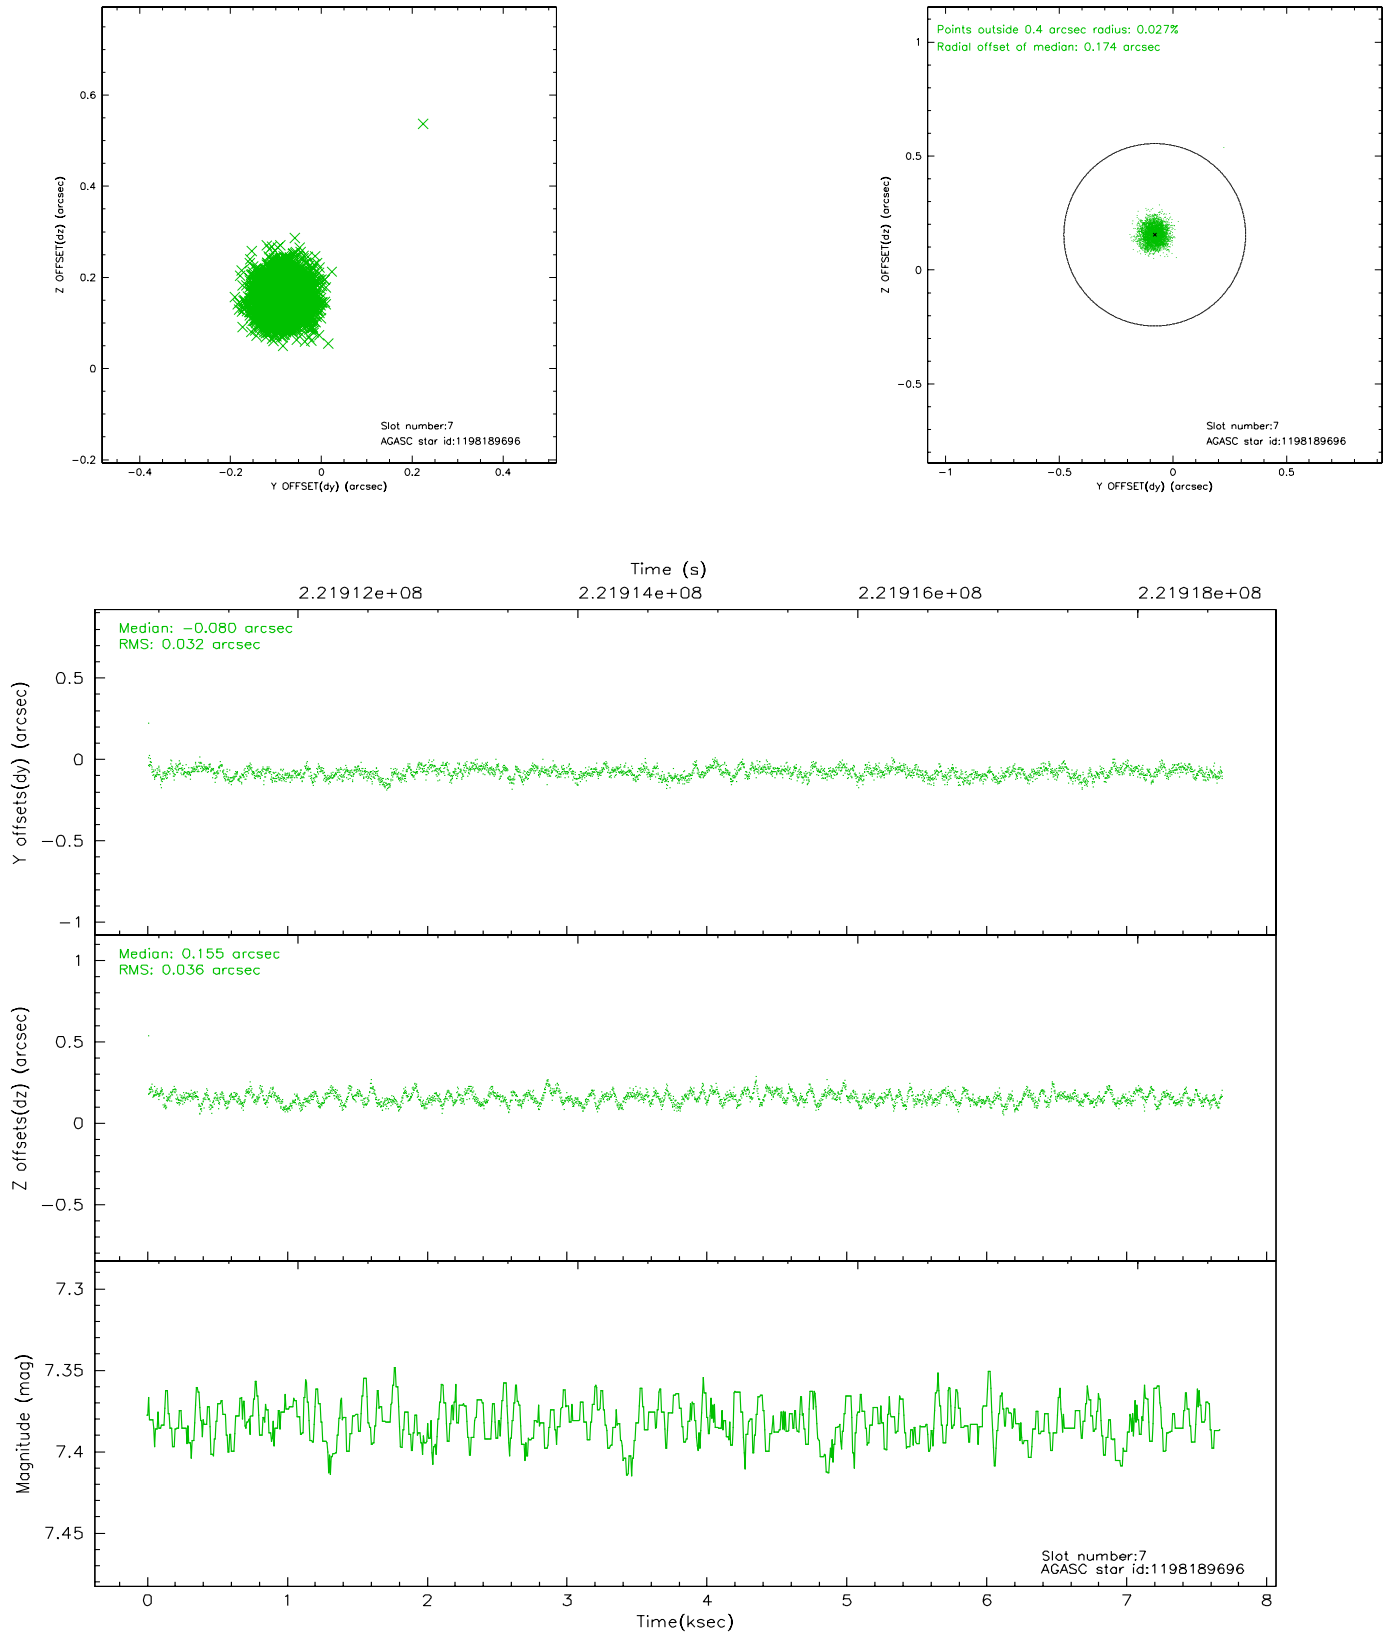 0.6
0.4
0.2
0
−0.2
Z OFFSET(dz) (arcsec)
Slot number:7
AGASC star id:1198189696
−0.4 −0.2 0 0.2 0.4
Y OFFSET(dy) (arcsec)
Points outside 0.4 arcsec radius: 0.027%
Radial offset of median: 0.174 arcsec
1
0.5
0
−0.5
Z OFFSET(dz) (arcsec)
Slot number:7
AGASC star id:1198189696
−1 −0.5 0 0.5
Y OFFSET(dy) (arcsec)
Time (s)
2.21912e+08 2.21914e+08 2.21916e+08 2.21918e+08
Median: −0.080 arcsec
RMS: 0.032 arcsec
0.5
0
−0.5
−1
Y offsets(dy) (arcsec)
Median: 0.155 arcsec
RMS: 0.036 arcsec
1
0.5
0
−0.5
Z offsets(dz) (arcsec)
7.3
7.35
7.4
7.45
Magnitude (mag)
Slot number:7
AGASC star id:1198189696
0 1 2 3 4 5 6 7 8
Time(ksec)